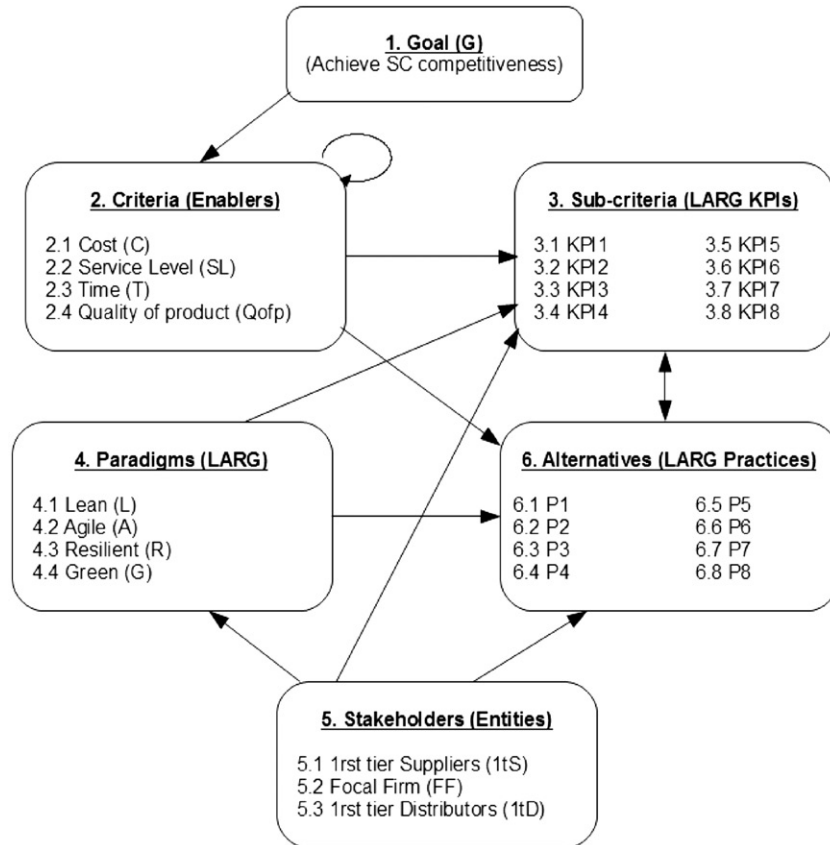 1. Goal (G)
(Achieve SC competitiveness)
2. Criteria (Enablers)
2.1 Cost (C)
2.2 Service Level (SL)
2.3 Time (T)
2.4 Quality of product (Qofp)
3. Sub-criteria (LARG KPIs)
3.1 KPI1 3.5 KPI5
3.2 KPI2 3.6 KPI6
3.3 KPI3 3.7 KPI7
3.4 KPI4 3.8 KPI8
4. Paradigms (LARG)
4.1 Lean (L)
4.2 Agile (A)
4.3 Resilient (R)
4.4 Green (G)
6. Alternatives (LARG Practices)
6.1 P1 6.5 P5
6.2 P2 6.6 P6
6.3 P3 6.7 P7
6.4 P4 6.8 P8
5. Stakeholders (Entities)
5.1 1rst tier Suppliers (1tS)
5.2 Focal Firm (FF)
5.3 1rst tier Distributors (1tD)